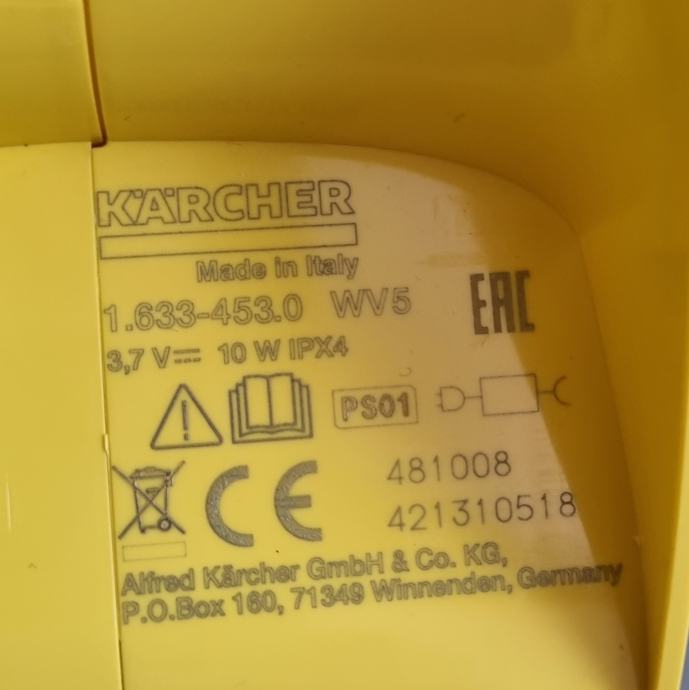 KÄRCHER
Made in Italy
1.633-453.0 WV5
EAC
3,7 V⎓ 10 W IPX4
PS01
CE
481008
421310518
Alfred Kärcher GmbH & Co. KG,
P.O.Box 160, 71349 Winnenden, Germany